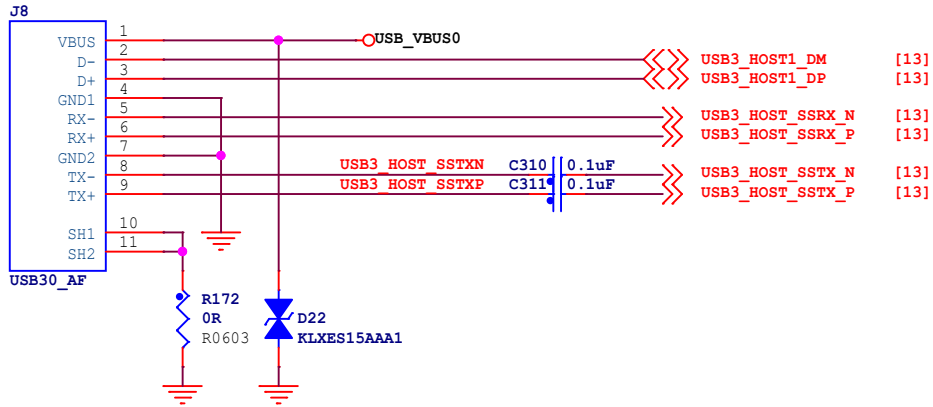 J8
1
VBUS
USB_VBUS0
2
D-
USB3_HOST1_DM [13]
3
D+
USB3_HOST1_DP [13]
4
GND1
5
RX-
USB3_HOST_SSRX_N [13]
6
RX+
USB3_HOST_SSRX_P [13]
7
GND2
8
TX-
USB3_HOST_SSTXN C310 0.1uF USB3_HOST_SSTX_N [13]
9
TX+
USB3_HOST_SSTXP C311 0.1uF USB3_HOST_SSTX_P [13]
10
SH1
11
SH2
USB30_AF
R172
0R
R0603
D22
KLXES15AAA1